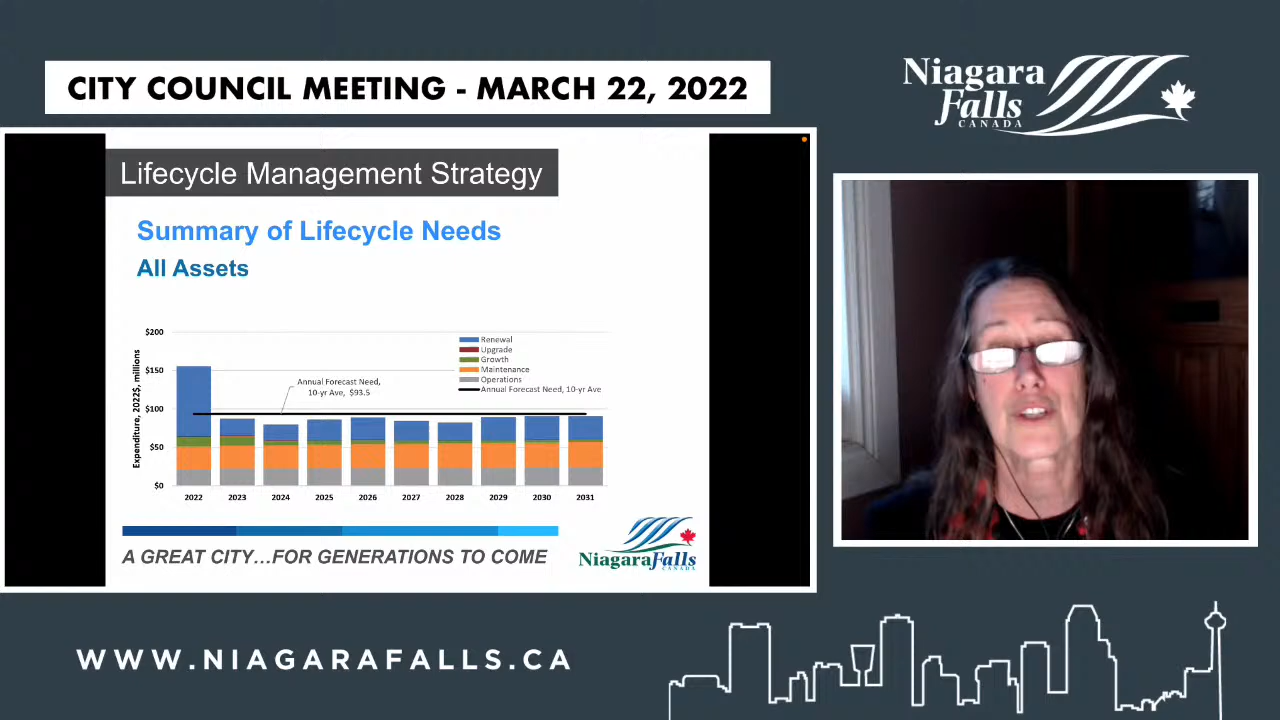 CITY COUNCIL MEETING - MARCH 22, 2022
Niagara
Falls
CANADA
Lifecycle Management Strategy
Summary of Lifecycle Needs
All Assets
Expenditure, 2022$, millions
$200
$150
$100
$50
$0
Annual Forecast Need,
10-yr Ave, $93.5
Renewal
Upgrade
Growth
Maintenance
Operations
Annual Forecast Need, 10-yr Ave
2022 2023 2024 2025 2026 2027 2028 2029 2030 2031
A GREAT CITY...FOR GENERATIONS TO COME
NiagaraFalls
CANADA
WWW.NIAGARAFALLS.CA